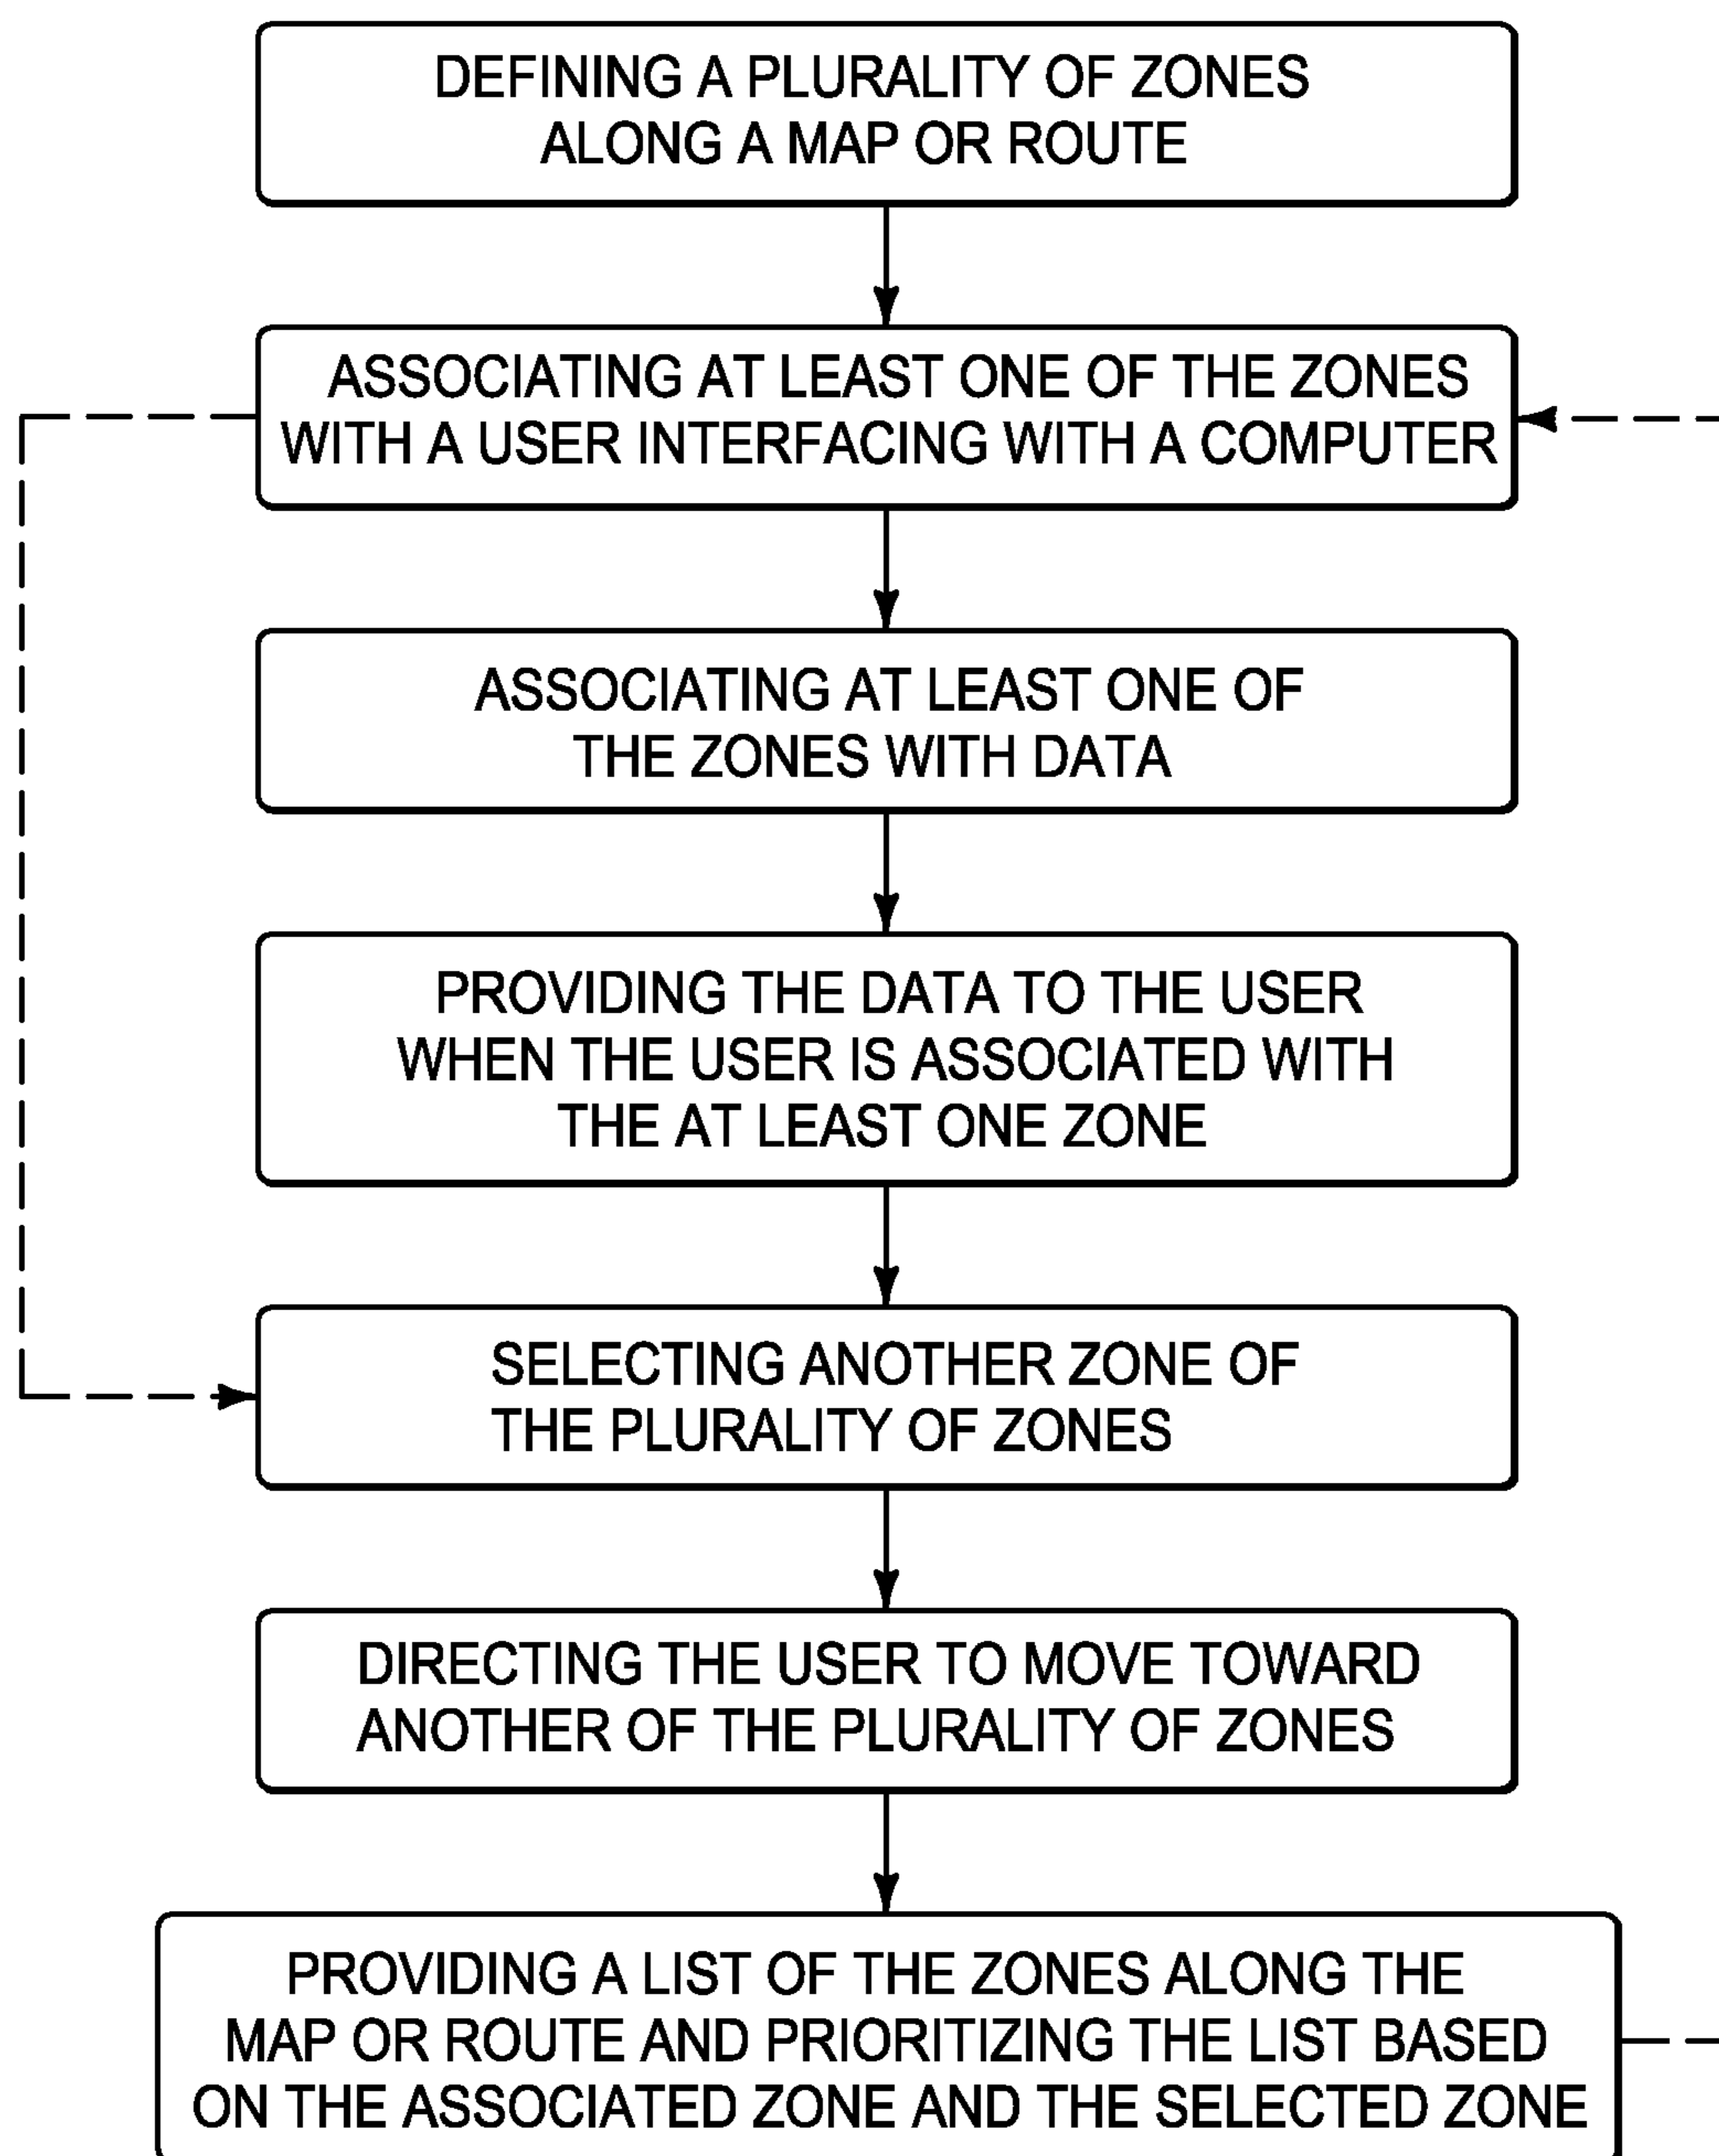 DEFINING A PLURALITY OF ZONES
ALONG A MAP OR ROUTE
ASSOCIATING AT LEAST ONE OF THE ZONES
WITH A USER INTERFACING WITH A COMPUTER
ASSOCIATING AT LEAST ONE OF
THE ZONES WITH DATA
PROVIDING THE DATA TO THE USER
WHEN THE USER IS ASSOCIATED WITH
THE AT LEAST ONE ZONE
SELECTING ANOTHER ZONE OF
THE PLURALITY OF ZONES
DIRECTING THE USER TO MOVE TOWARD
ANOTHER OF THE PLURALITY OF ZONES
PROVIDING A LIST OF THE ZONES ALONG THE
MAP OR ROUTE AND PRIORITIZING THE LIST BASED
ON THE ASSOCIATED ZONE AND THE SELECTED ZONE